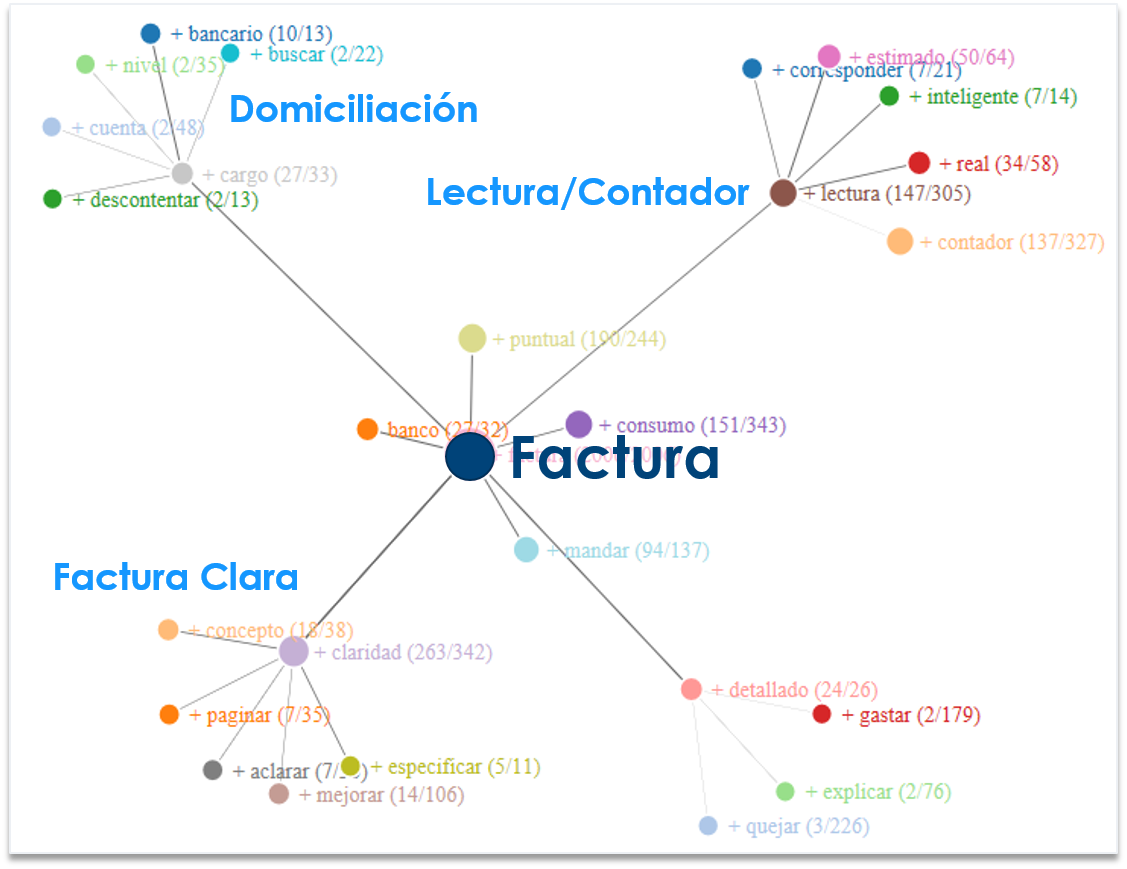 + bancario (10/13)
+ buscar (2/22)
+ nivel (2/35)
Domiciliación
+ cuenta (2/48)
+ cargo (27/33)
+ descontentar (2/13)
+ estimado (50/64)
+ corresponder (7/21)
+ inteligente (7/14)
+ real (34/58)
Lectura/Contador
+ lectura (147/305)
+ contador (137/327)
+ puntual (190/244)
banco (27/32)
+ consumo (151/343)
Factura
+ mandar (94/137)
Factura Clara
+ concepto (18/38)
+ claridad (263/342)
+ paginar (7/35)
+ aclarar
+ especificar (5/11)
+ mejorar (14/106)
+ detallado (24/26)
+ gastar (2/179)
+ explicar (2/76)
+ quejar (3/226)